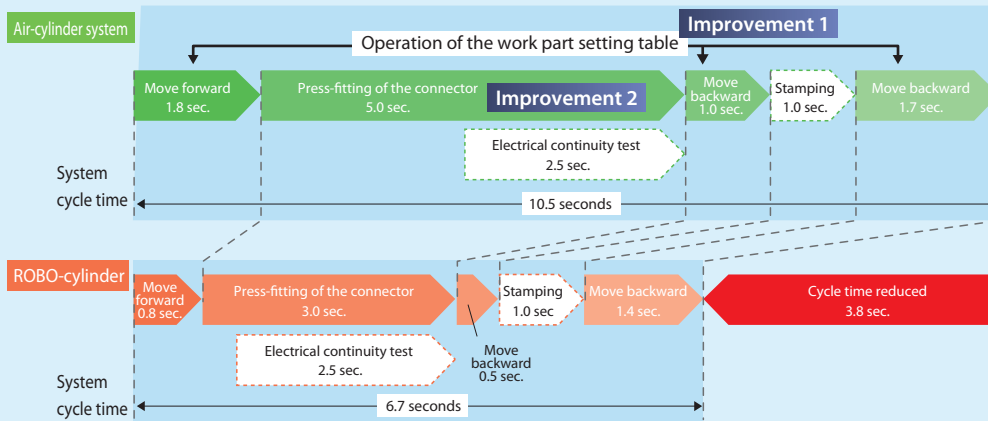 Air-cylinder system
Improvement 1
Operation of the work part setting table
Move forward
1.8 sec.
Press-fitting of the connector
5.0 sec.
Improvement 2
Move
backward
1.0 sec.
Stamping
1.0 sec.
Move backward
1.7 sec.
Electrical continuity test
2.5 sec.
System
cycle time
10.5 seconds
ROBO-cylinder
Move
forward
0.8 sec.
Press-fitting of the connector
3.0 sec.
Stamping
1.0 sec
Move backward
1.4 sec.
Cycle time reduced
3.8 sec.
Electrical continuity test
2.5 sec.
Move
backward
0.5 sec.
System
cycle time
6.7 seconds